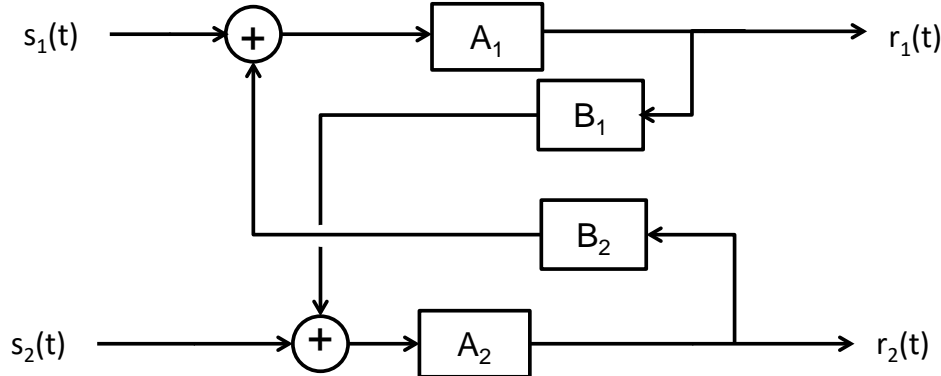 s₁(t) + A₁ r₁(t)
B₁
B₂
s₂(t) + A₂ r₂(t)